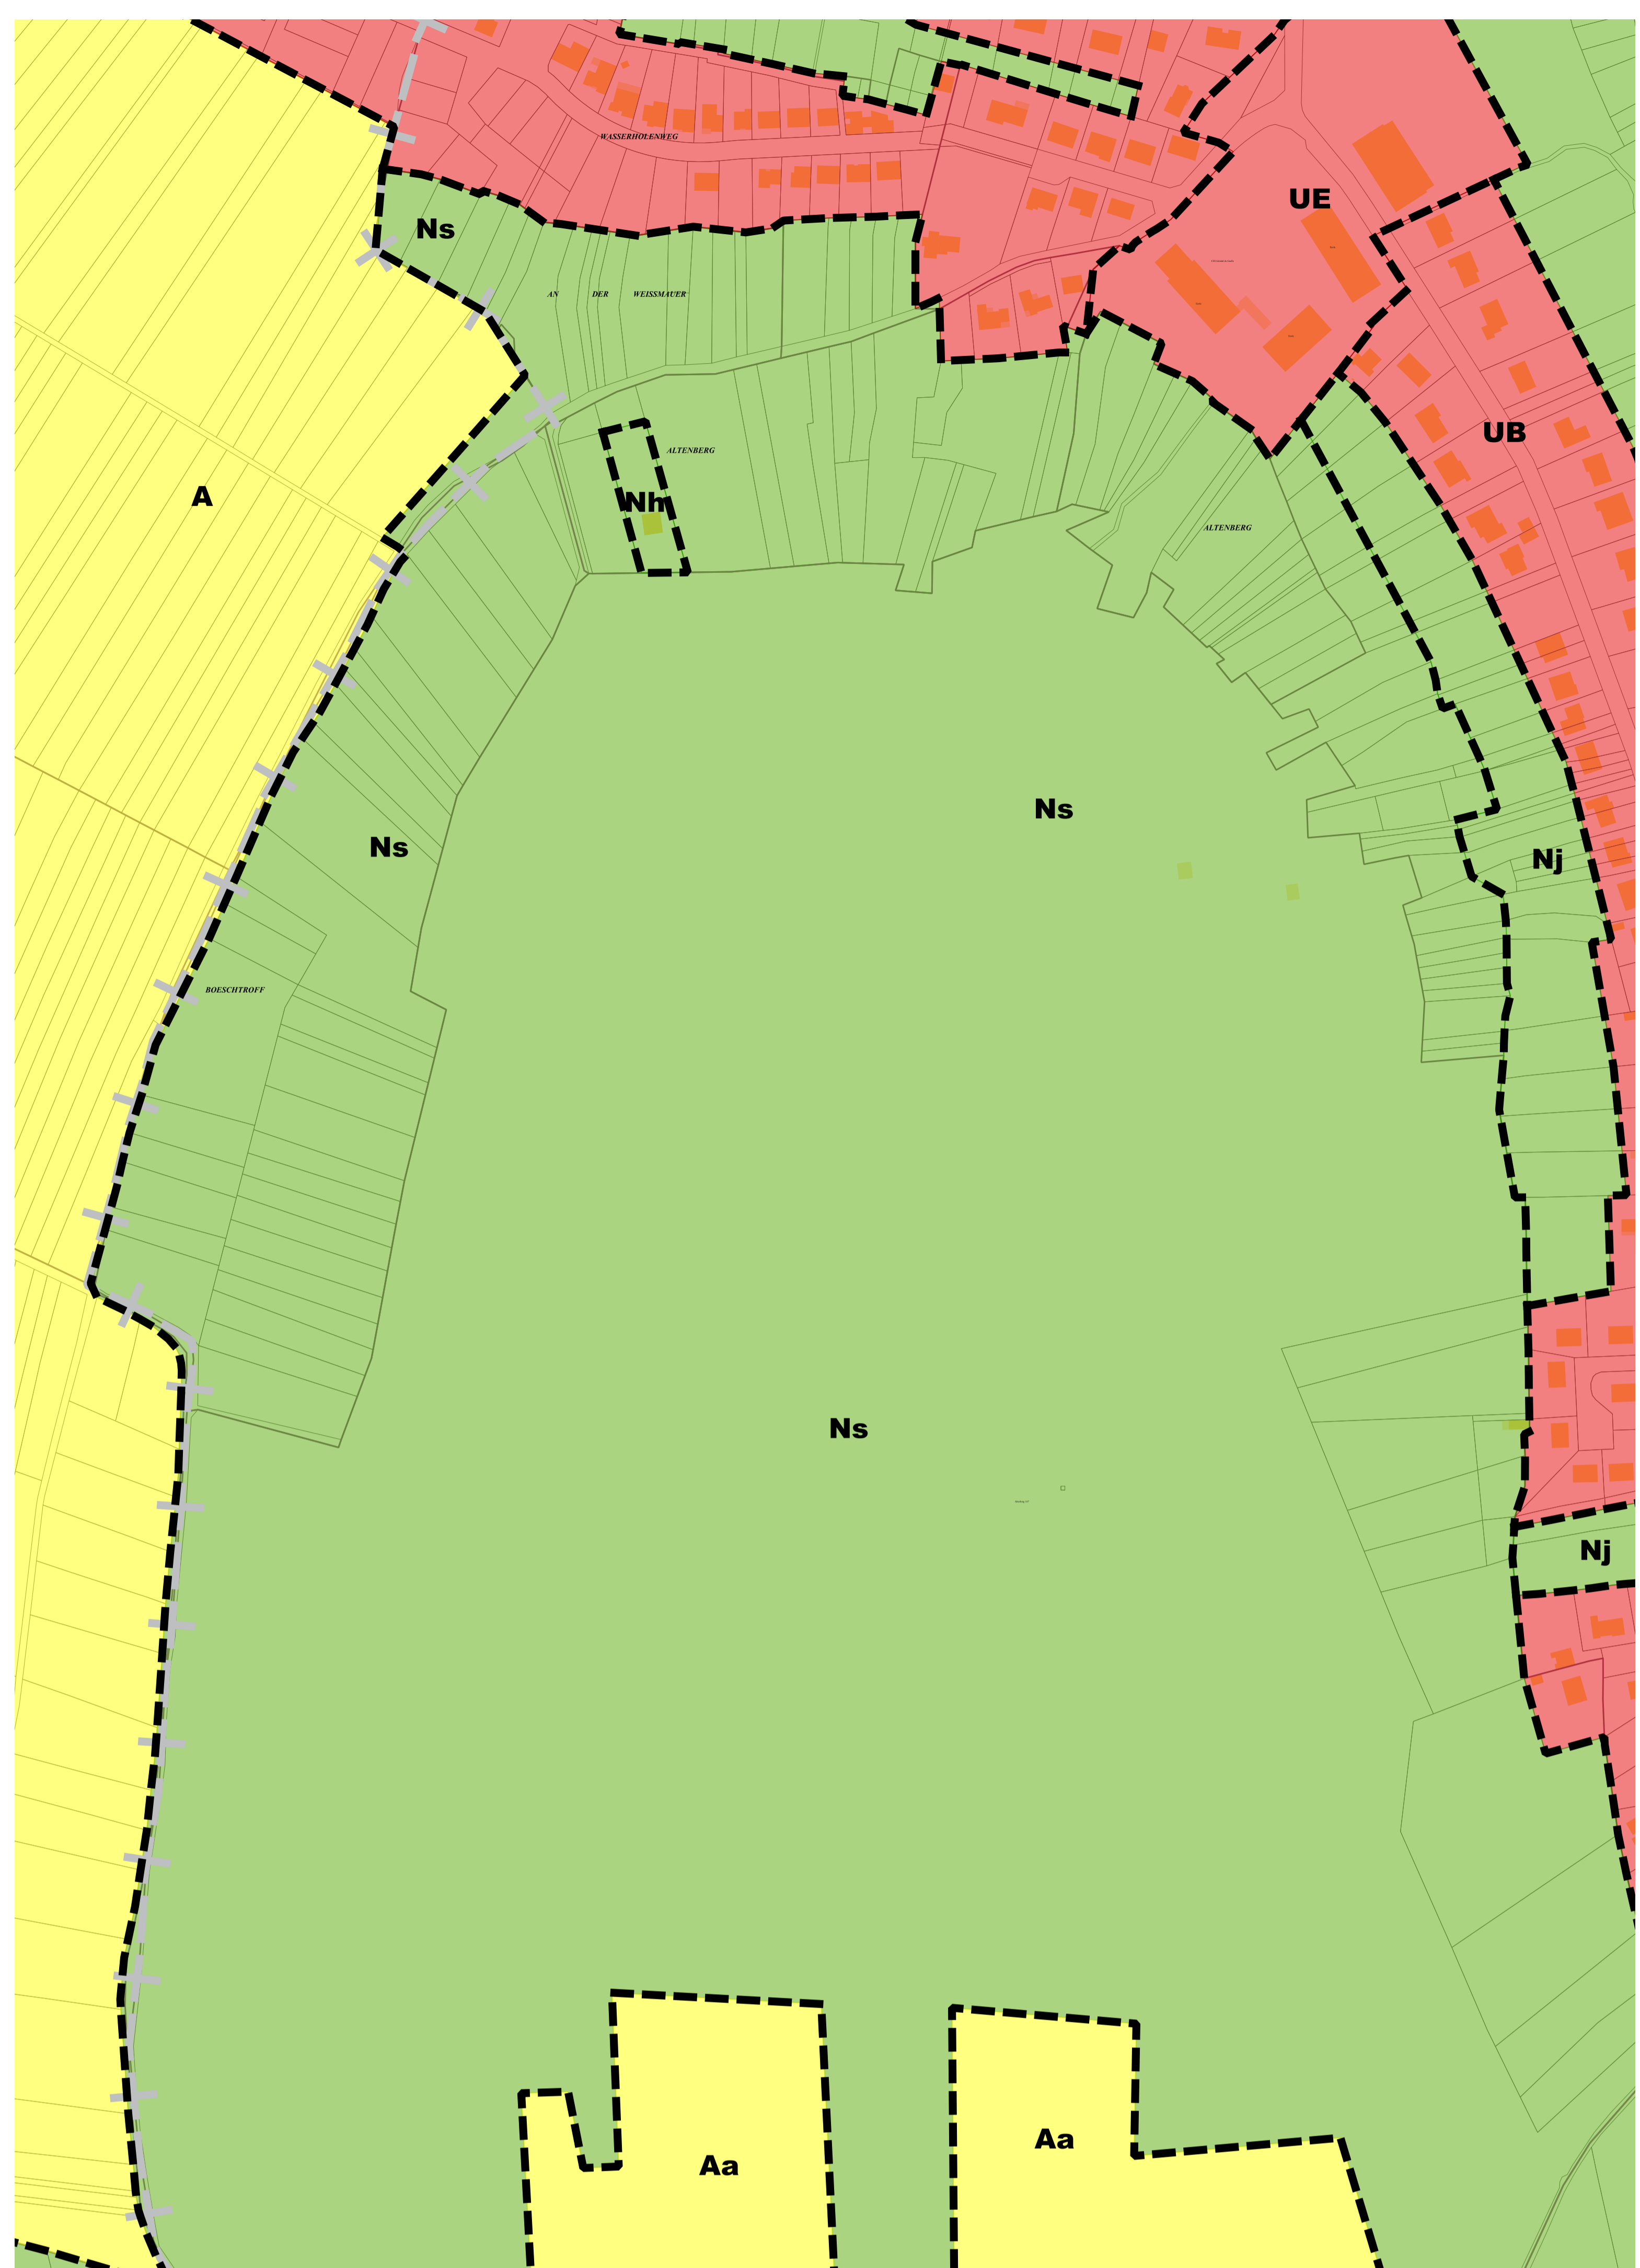 WASSERHOLENWEG
UE
Ns
AN DER WEISSMAUER
UB
ALTENBERG
A
Nh
ALTENBERG
Ns
Ns
Nj
BOESCHTROFF
Ns
Nj
Aa
Aa